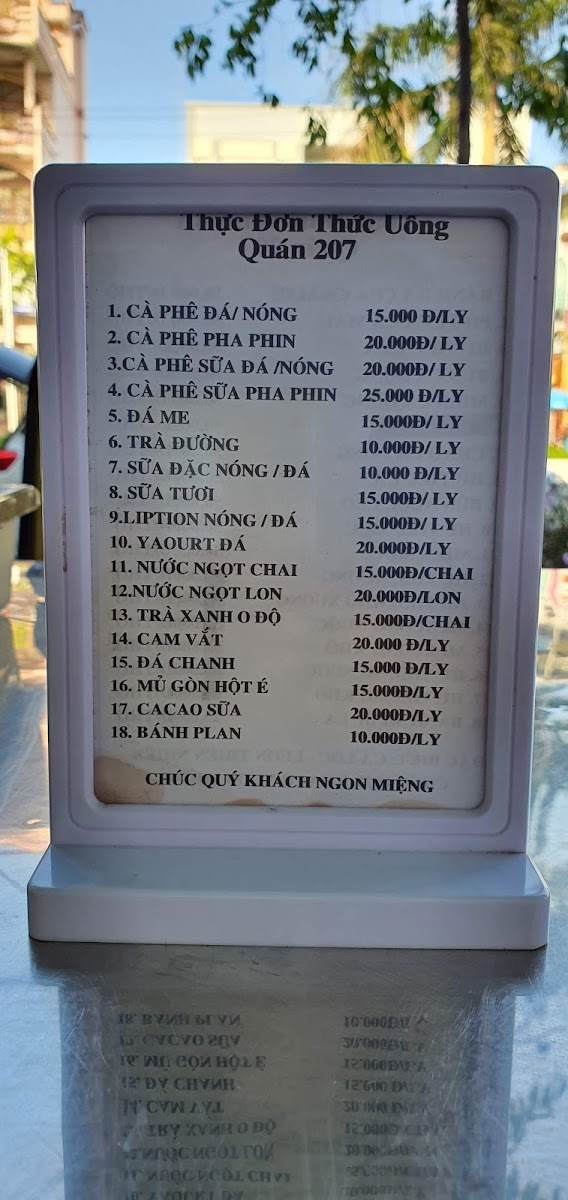 Thực Đơn Thức Uống
Quán 207
1. CÀ PHÊ ĐÁ/ NÓNG 15.000 Đ/LY
2. CÀ PHÊ PHA PHIN 20.000Đ/ LY
3.CÀ PHÊ SỮA ĐÁ /NÓNG 20.000Đ/ LY
4. CÀ PHÊ SỮA PHA PHIN 25.000 Đ/LY
5. ĐÁ ME 15.000Đ/ LY
6. TRÀ ĐƯỜNG 10.000Đ/ LY
7. SỮA ĐẶC NÓNG / ĐÁ 10.000 Đ/LY
8. SỮA TƯƠI 15.000Đ/ LY
9.LIPTION NÓNG / ĐÁ 15.000Đ/ LY
10. YAOURT ĐÁ 20.000Đ/LY
11. NƯỚC NGỌT CHAI 15.000Đ/CHAI
12.NƯỚC NGỌT LON 20.000Đ/LON
13. TRÀ XANH O ĐỘ 15.000Đ/CHAI
14. CAM VẮT 20.000 Đ/LY
15. ĐÁ CHANH 15.000 Đ/LY
16. MỦ GÒN HỘT É 15.000Đ/LY
17. CACAO SỮA 20.000Đ/LY
18. BÁNH PLAN 10.000Đ/LY
CHÚC QUÝ KHÁCH NGON MIỆNG